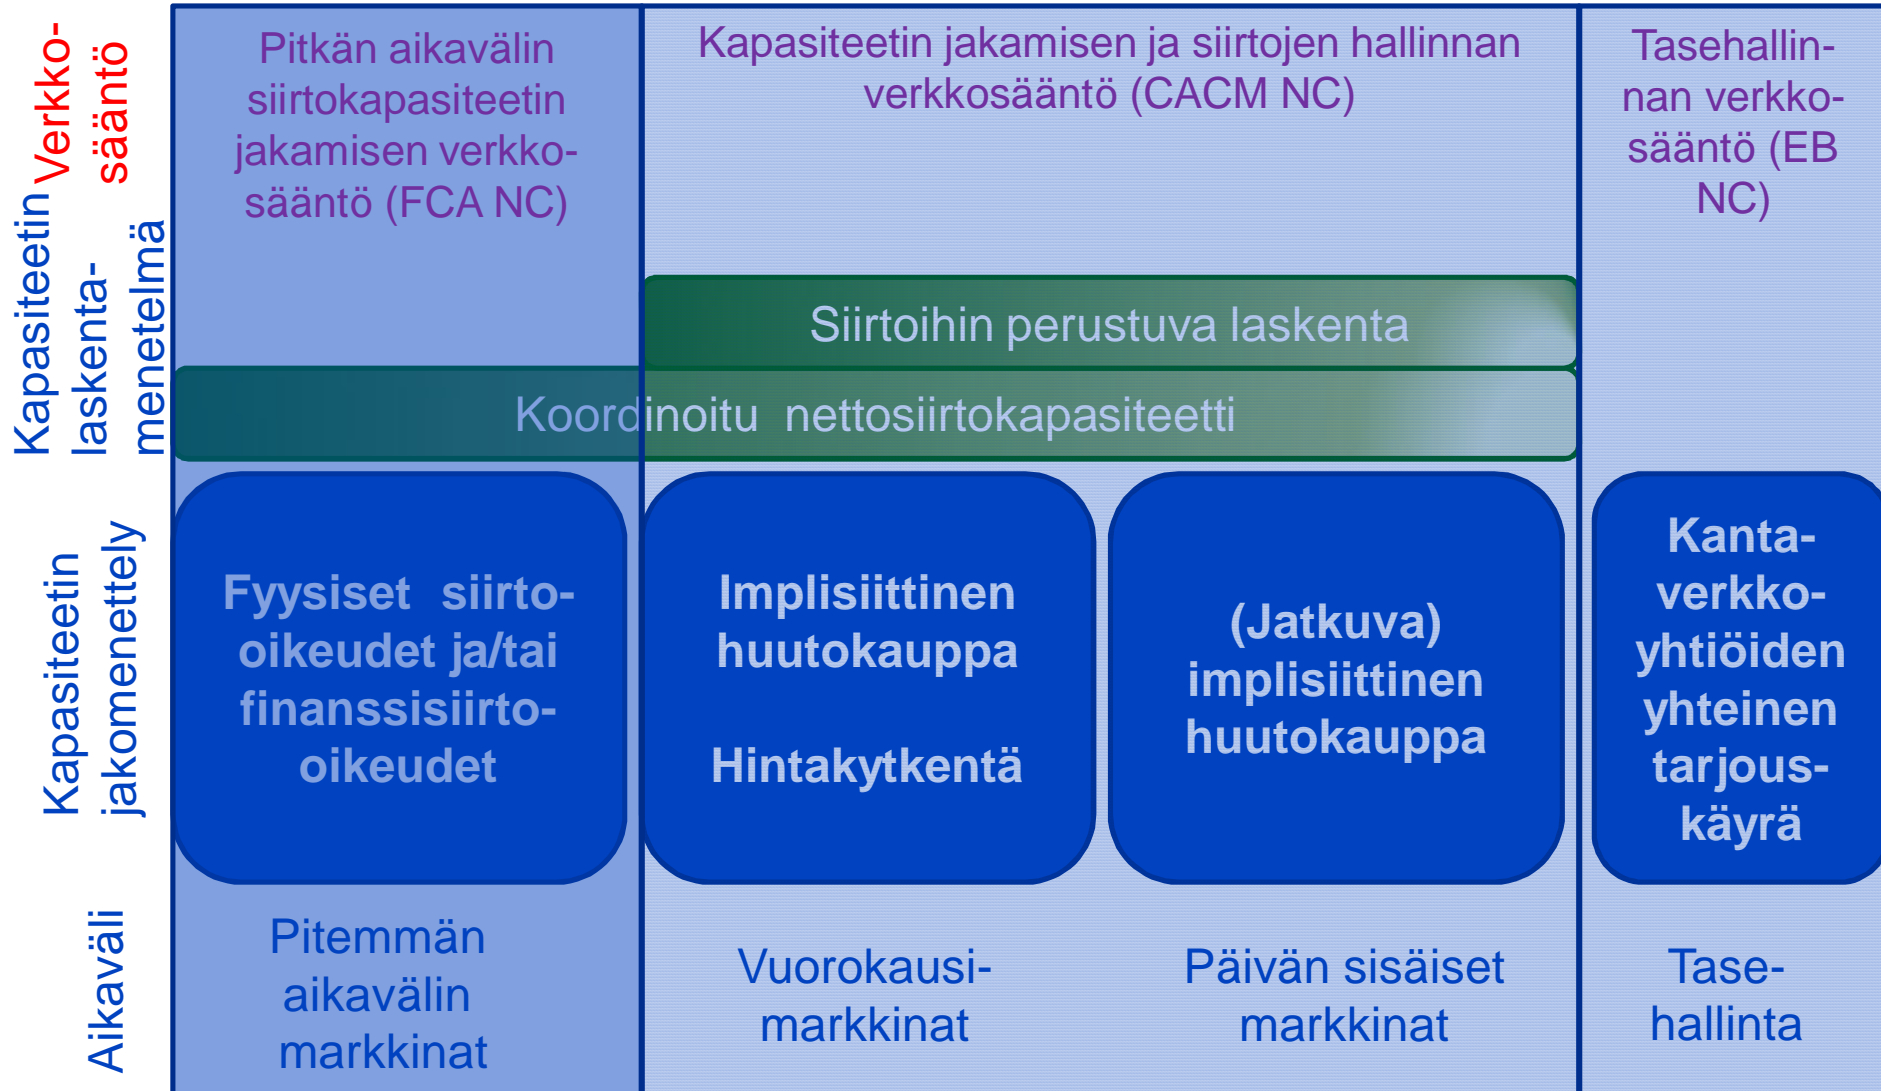 Verkko-
sääntö
Pitkän aikavälin
siirtokapasiteetin
jakamisen verkko-
sääntö (FCA NC)
Kapasiteetin jakamisen ja siirtojen hallinnan
verkkosääntö (CACM NC)
Tasehallin-
nan verkko-
sääntö (EB
NC)
Kapasiteetin
laskenta-
menetelmä
Siirtoihin perustuva laskenta
Koordinoitu nettosiirtokapasiteetti
Kapasiteetin
jakomenettely
Fyysiset siirto-
oikeudet ja/tai
finanssisiirto-
oikeudet
Implisiittinen
huutokauppa
Hintakytkentä
(Jatkuva)
implisiittinen
huutokauppa
Kanta-
verkko-
yhtiöiden
yhteinen
tarjous-
käyrä
Aikaväli
Pitemmän
aikavälin
markkinat
Vuorokausi-
markkinat
Päivän sisäiset
markkinat
Tase-
hallinta